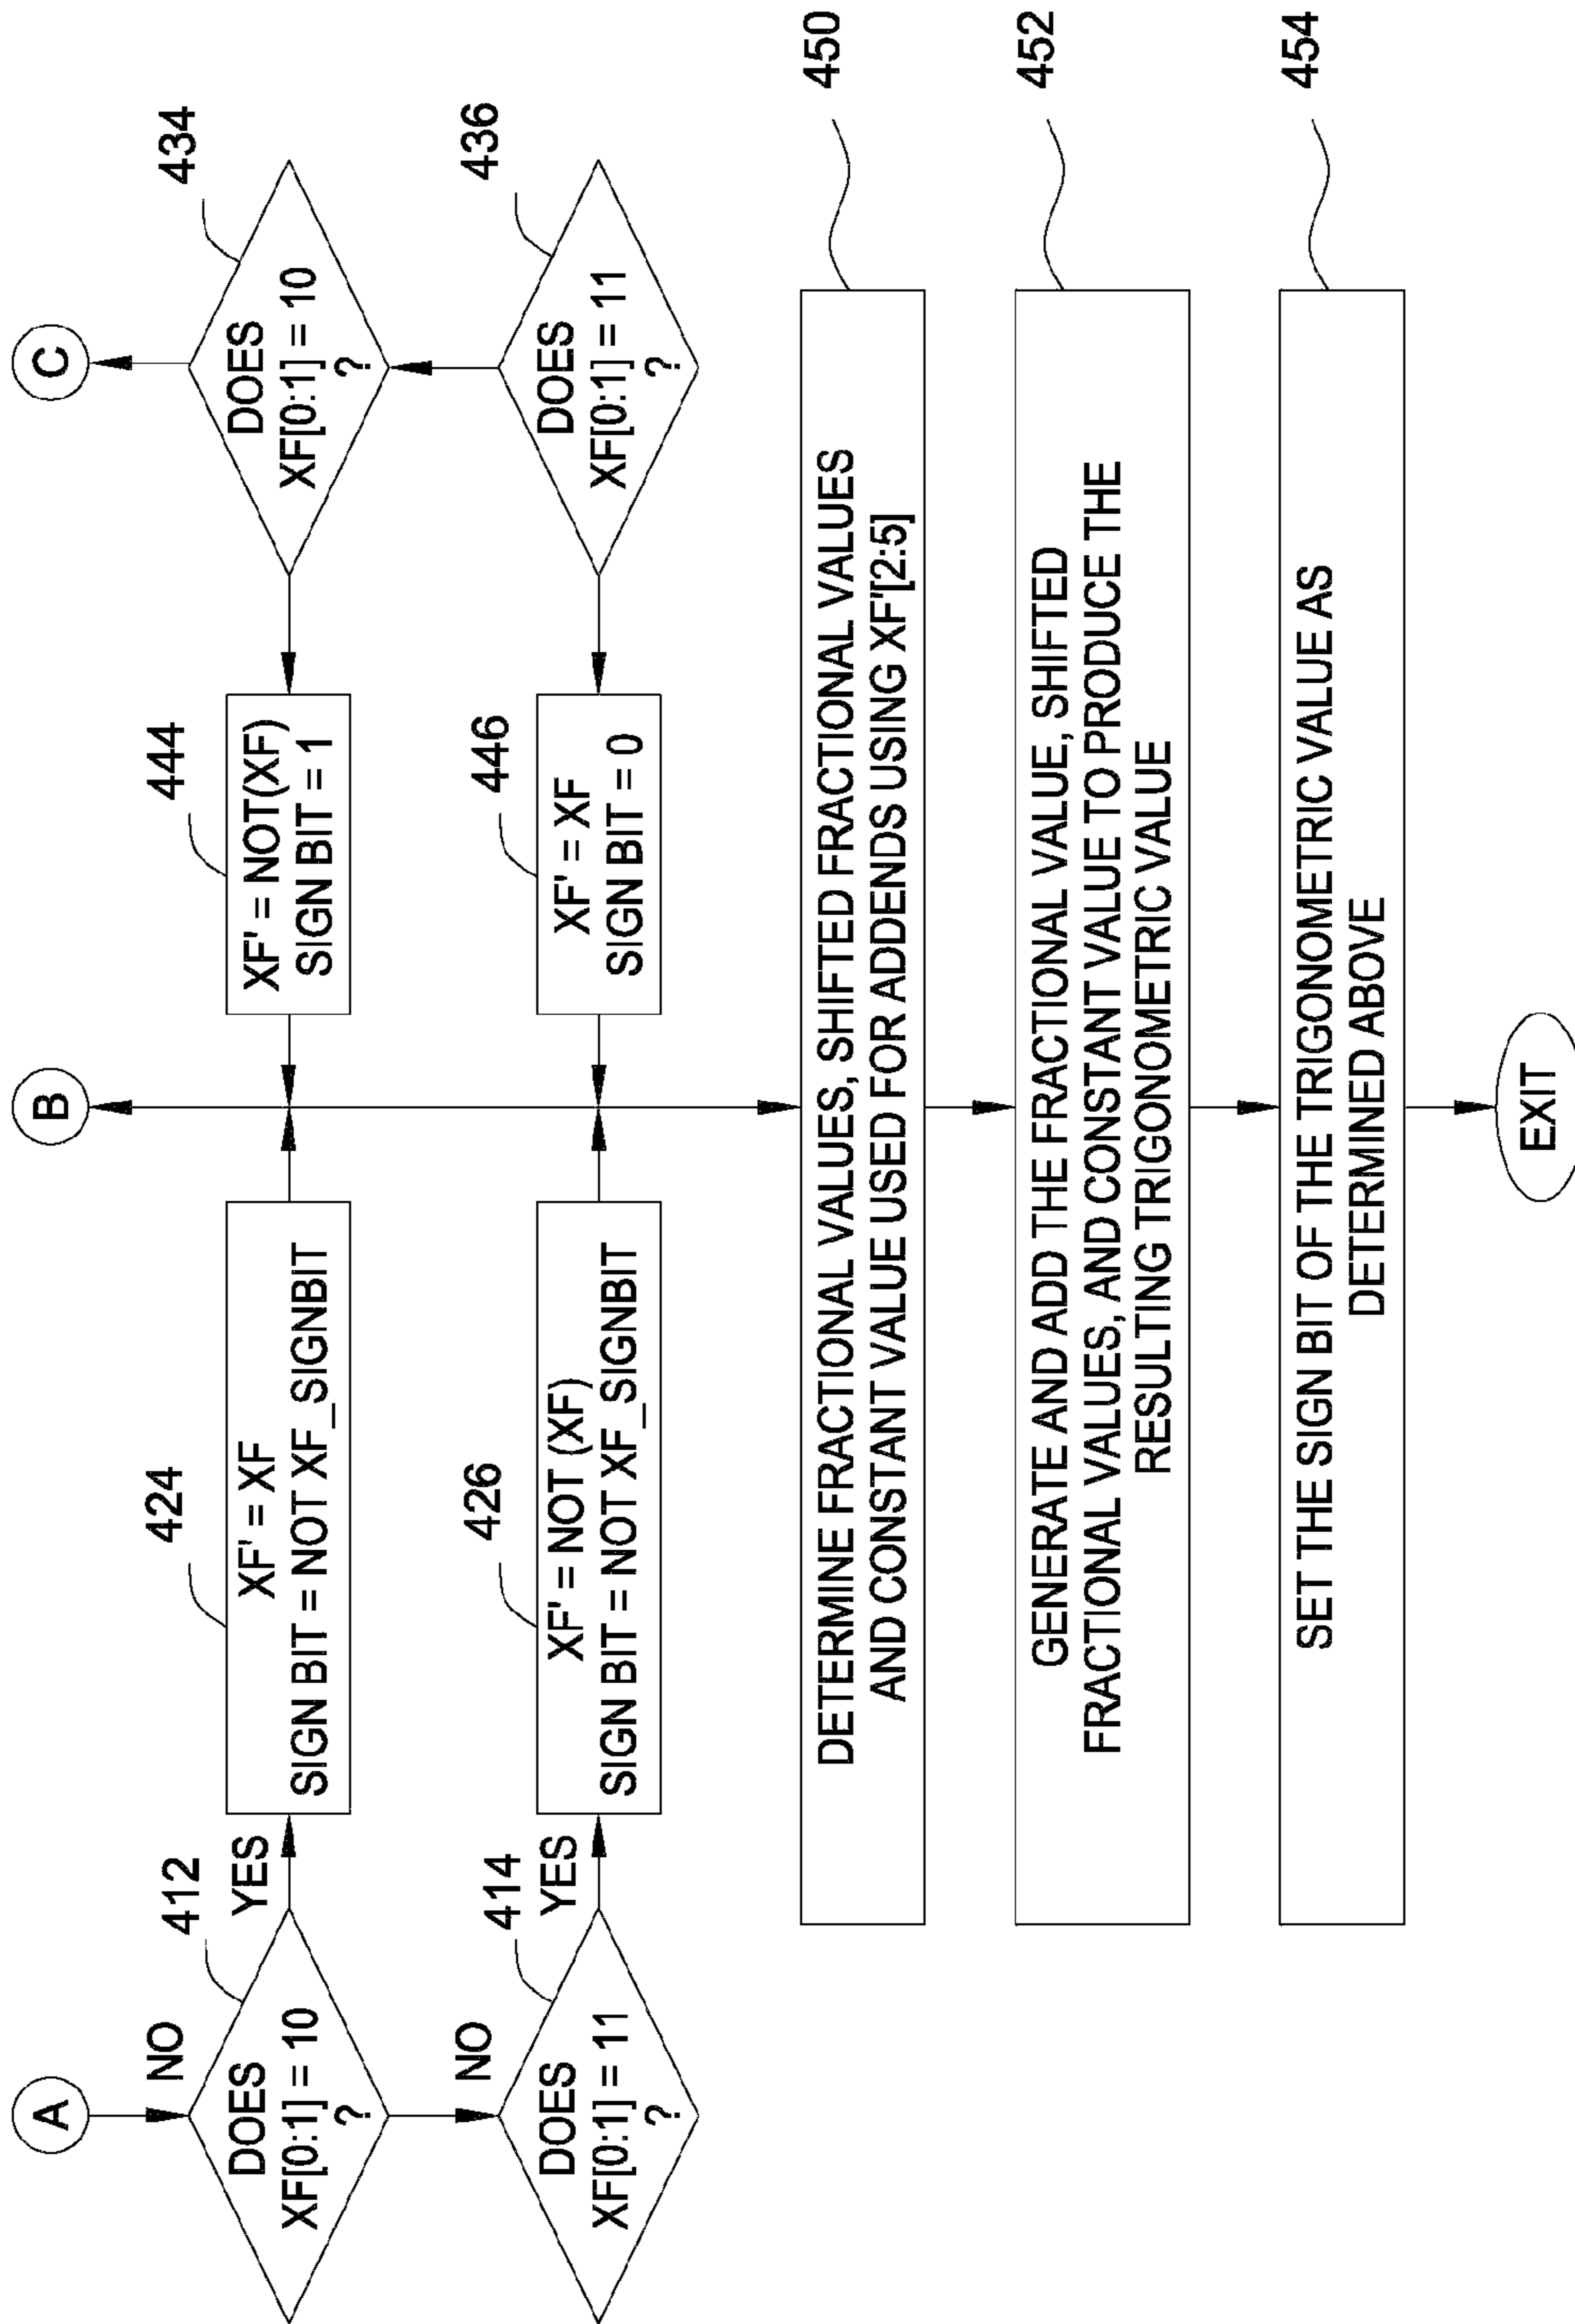 A
B
C
NO
412
DOES
XF[0:1] = 10
?
YES
424
XF' = XF
SIGN BIT = NOT XF_SIGNBIT
444
XF' = NOT(XF)
SIGN BIT = 1
434
DOES
XF[0:1] = 10
?
NO
414
DOES
XF[0:1] = 11
?
YES
426
XF' = NOT (XF)
SIGN BIT = NOT XF_SIGNBIT
446
XF' = XF
SIGN BIT = 0
436
DOES
XF[0:1] = 11
?
450
DETERMINE FRACTIONAL VALUES, SHIFTED FRACTIONAL VALUES
AND CONSTANT VALUE USED FOR ADDENDS USING XF'[2:5]
452
GENERATE AND ADD THE FRACTIONAL VALUE, SHIFTED
FRACTIONAL VALUES, AND CONSTANT VALUE TO PRODUCE THE
RESULTING TRIGONOMETRIC VALUE
454
SET THE SIGN BIT OF THE TRIGONOMETRIC VALUE AS
DETERMINED ABOVE
EXIT